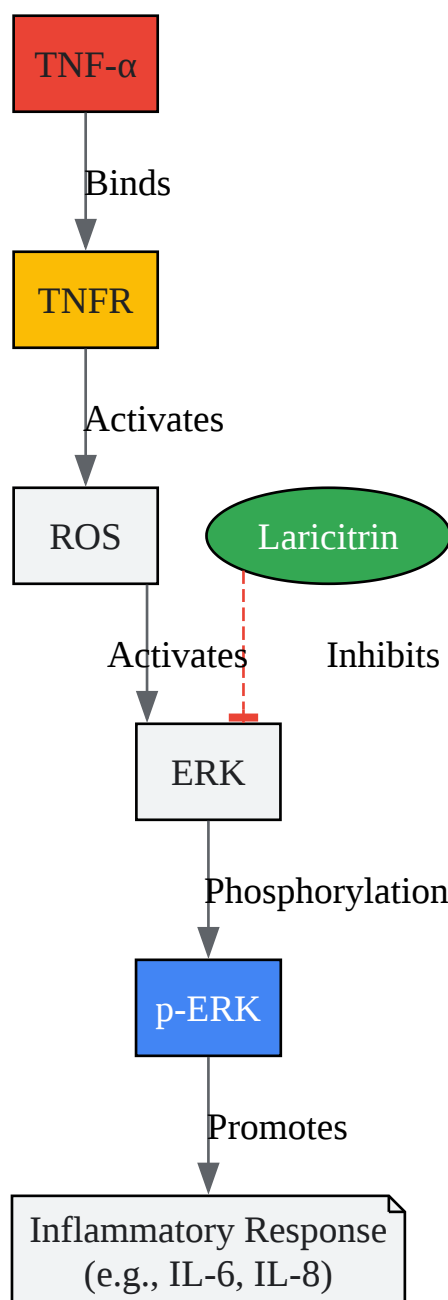 TNF-α
Binds
TNFR
Activates
ROS
Laricitrin
Activates
Inhibits
ERK
Phosphorylation
p-ERK
Promotes
Inflammatory Response
(e.g., IL-6, IL-8)